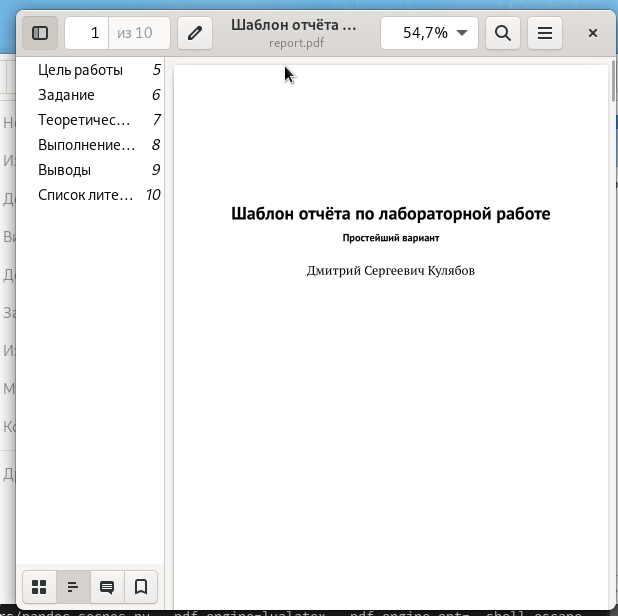 Шаблон отчёта ...
report.pdf
1 из 10
54,7%
Цель работы 5
Задание 6
Теоретичес... 7
Выполнение... 8
Выводы 9
Список лите... 10
Шаблон отчёта по лабораторной работе
Простейший вариант
Дмитрий Сергеевич Кулябов